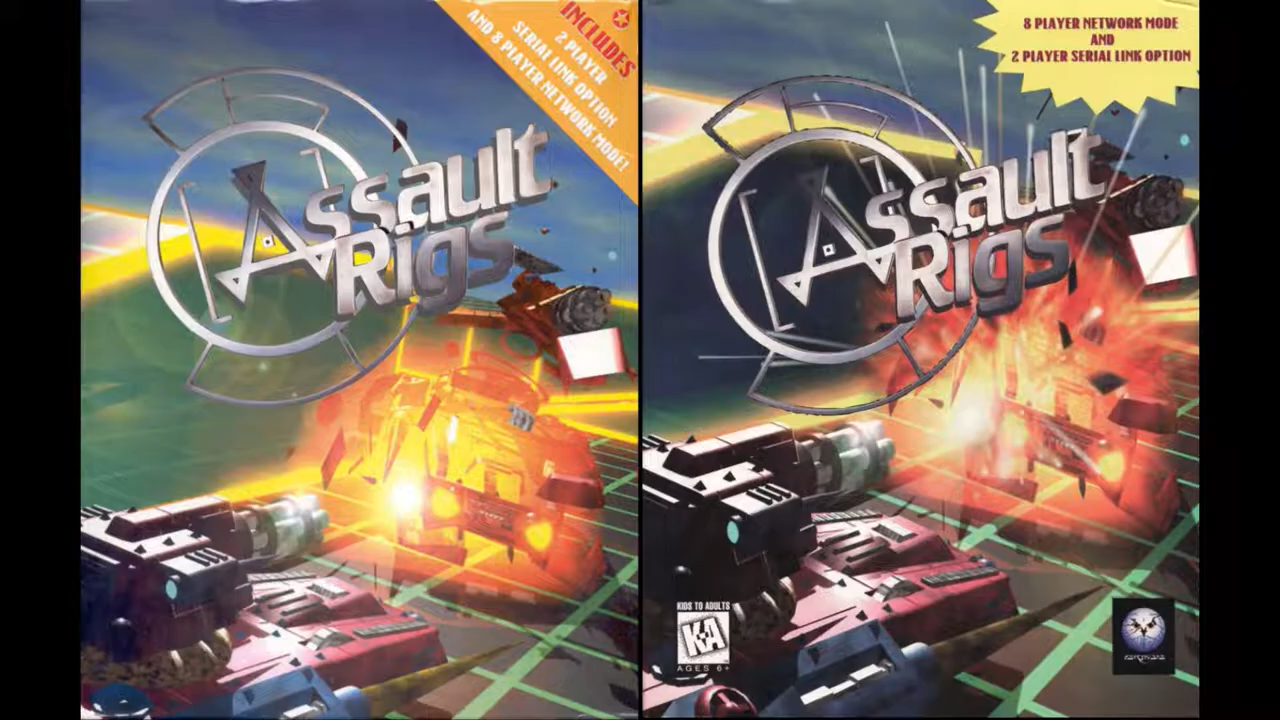 INCLUDES
2 PLAYER
SERIAL LINK OPTION
AND 8 PLAYER NETWORK MODE!
Assault
Rigs
8 PLAYER NETWORK MODE
AND
2 PLAYER SERIAL LINK OPTION
Assault
Rigs
KIDS TO ADULTS
K-A
AGES 6+